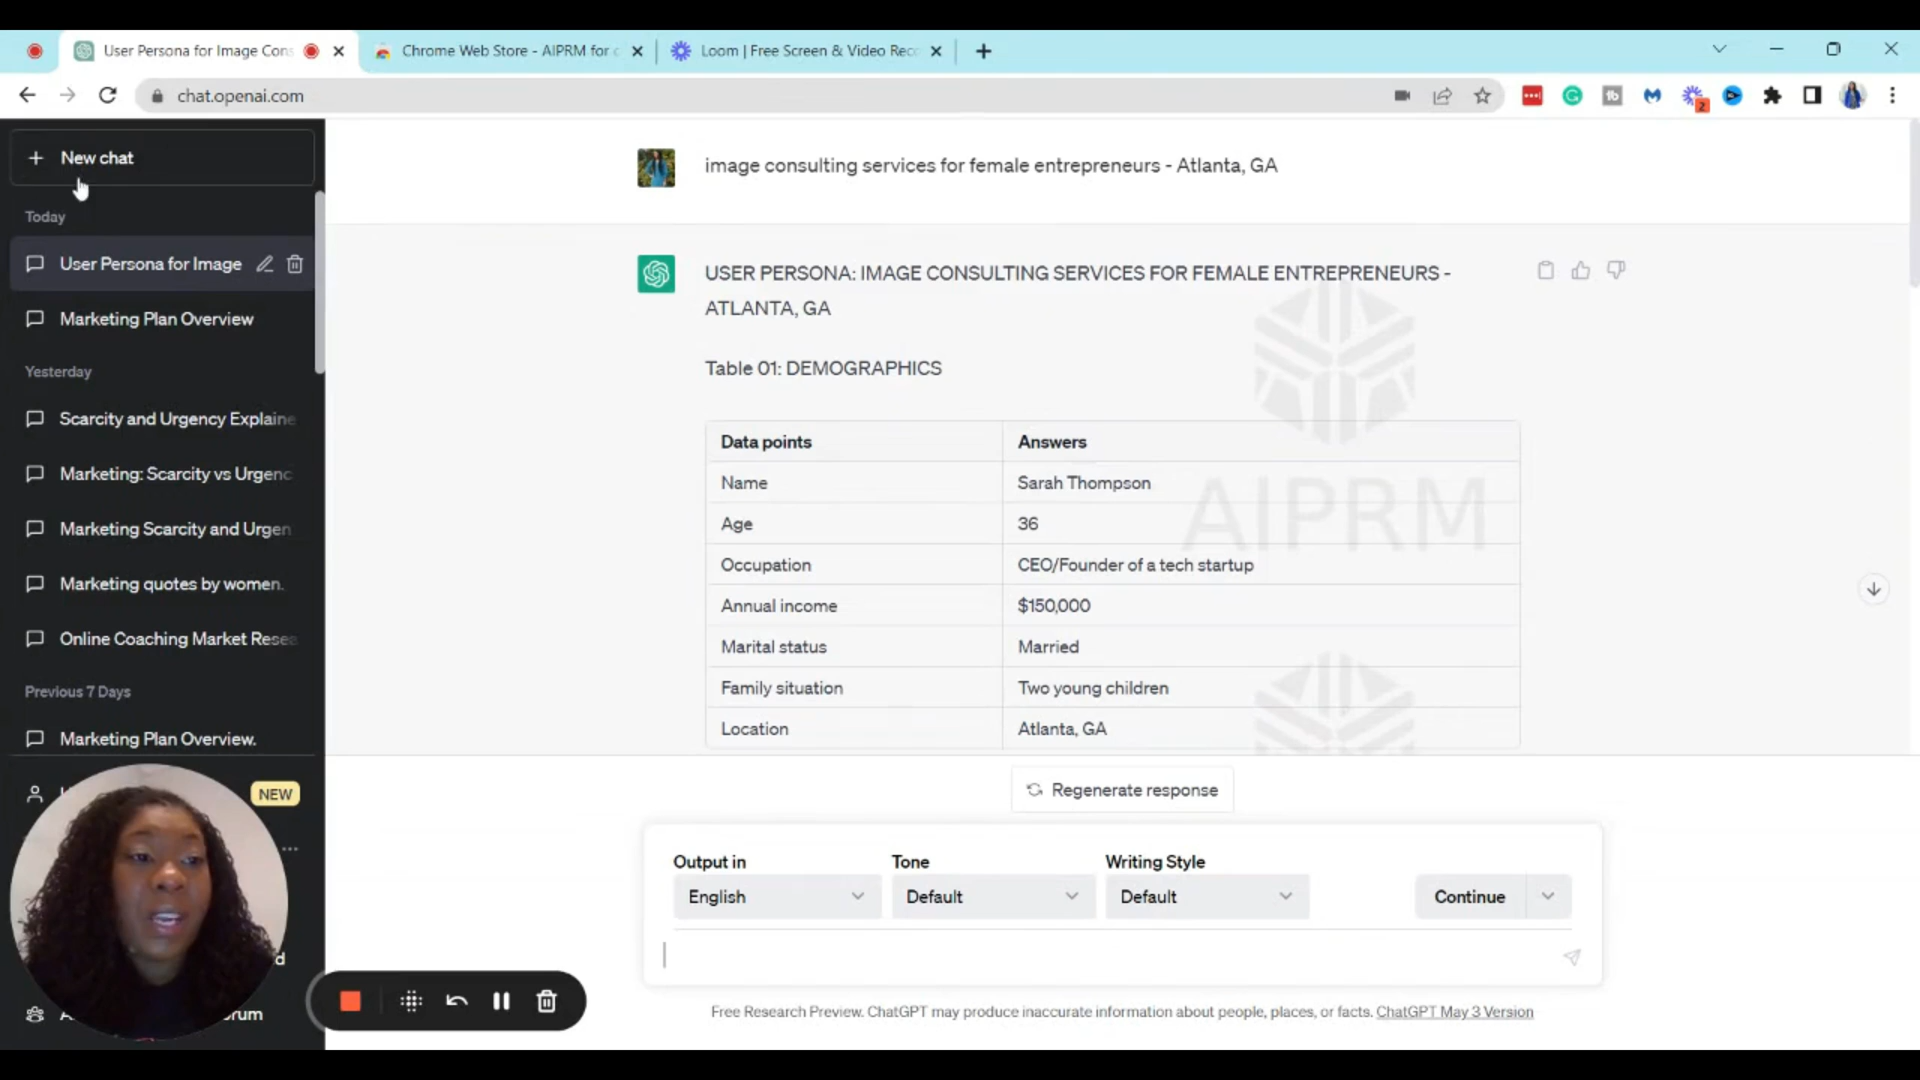 User Persona for Image Cons
Chrome Web Store - AIPRM for c
Loom | Free Screen & Video Rec
chat.openai.com
2
New chat
Today
User Persona for Image
Marketing Plan Overview
Yesterday
Scarcity and Urgency Explaine
Marketing: Scarcity vs Urgenc
Marketing Scarcity and Urgen
Marketing quotes by women.
Online Coaching Market Resea
Previous 7 Days
Marketing Plan Overview.
NEW
d
orum
image consulting services for female entrepreneurs - Atlanta, GA
USER PERSONA: IMAGE CONSULTING SERVICES FOR FEMALE ENTREPRENEURS -
ATLANTA, GA
Table 01: DEMOGRAPHICS
Data points Answers
Name Sarah Thompson
Age 36
Occupation CEO/Founder of a tech startup
Annual income $150,000
Marital status Married
Family situation Two young children
Location Atlanta, GA
AIPRM
Regenerate response
Output in Tone Writing Style
English Default Default Continue
Free Research Preview. ChatGPT may produce inaccurate information about people, places, or facts. ChatGPT May 3 Version